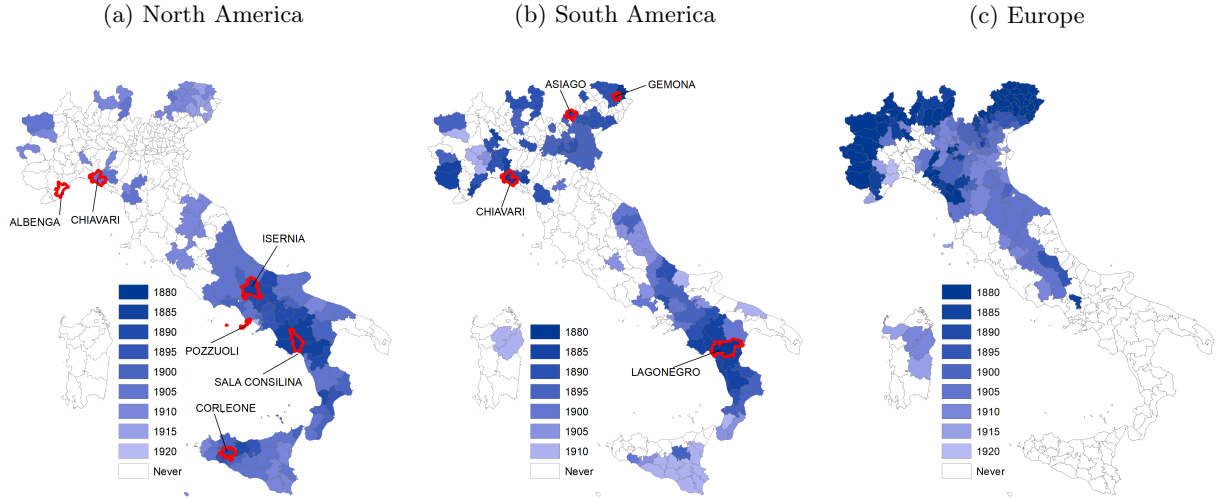 (a) North America
ALBENGA
CHIAVARI
ISERNIA
POZZUOLI
SALA CONSILINA
CORLEONE
1880
1885
1890
1895
1900
1905
1910
1915
1920
Never
(b) South America
ASIAGO
GEMONA
CHIAVARI
LAGONEGRO
1880
1885
1890
1895
1900
1905
1910
Never
(c) Europe
1880
1885
1890
1895
1900
1905
1910
1915
1920
Never